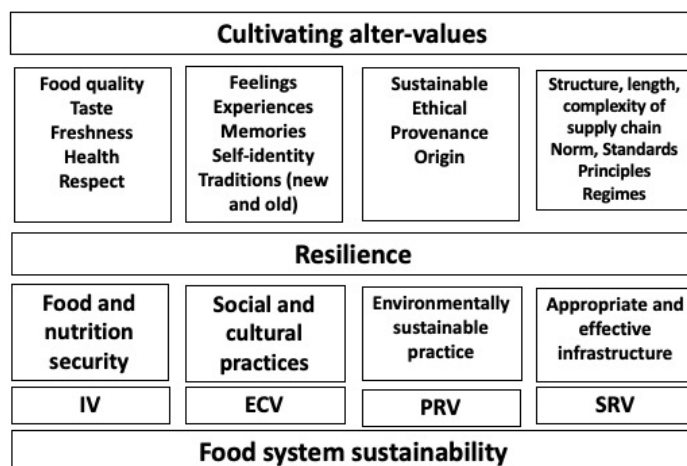 Cultivating alter-values
Food quality
Taste
Freshness
Health
Respect
Feelings
Experiences
Memories
Self-identity
Traditions (new
and old)
Sustainable
Ethical
Provenance
Origin
Structure, length,
complexity of
supply chain
Norm, Standards
Principles
Regimes
Resilience
Food and
nutrition
security
Social and
cultural
practices
Environmentally
sustainable
practice
Appropriate and
effective
infrastructure
IV
ECV
PRV
SRV
Food system sustainability